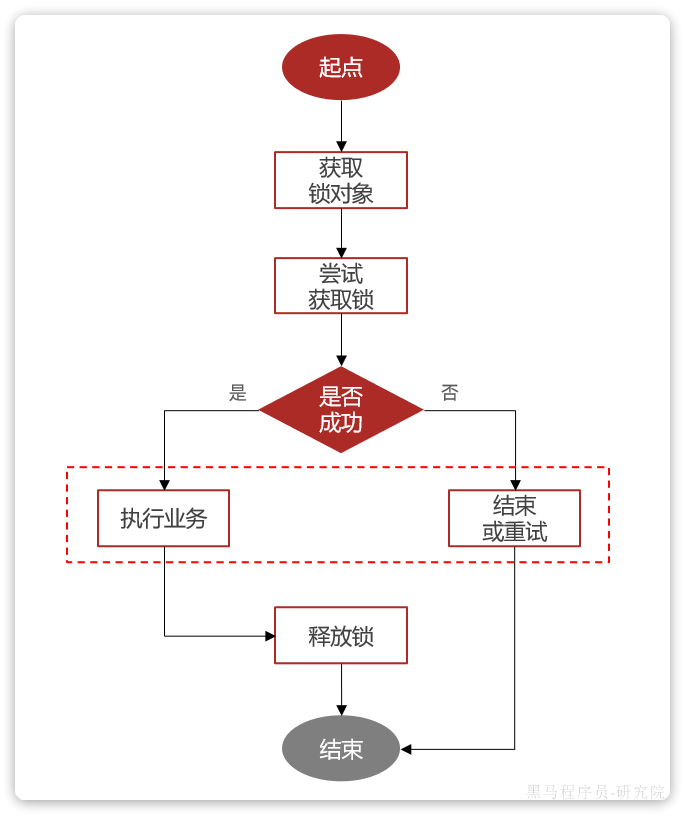 起点
获取
锁对象
尝试
获取锁
是
是否
成功
否
执行业务
结束
或重试
释放锁
结束
黑马程序员-研究院